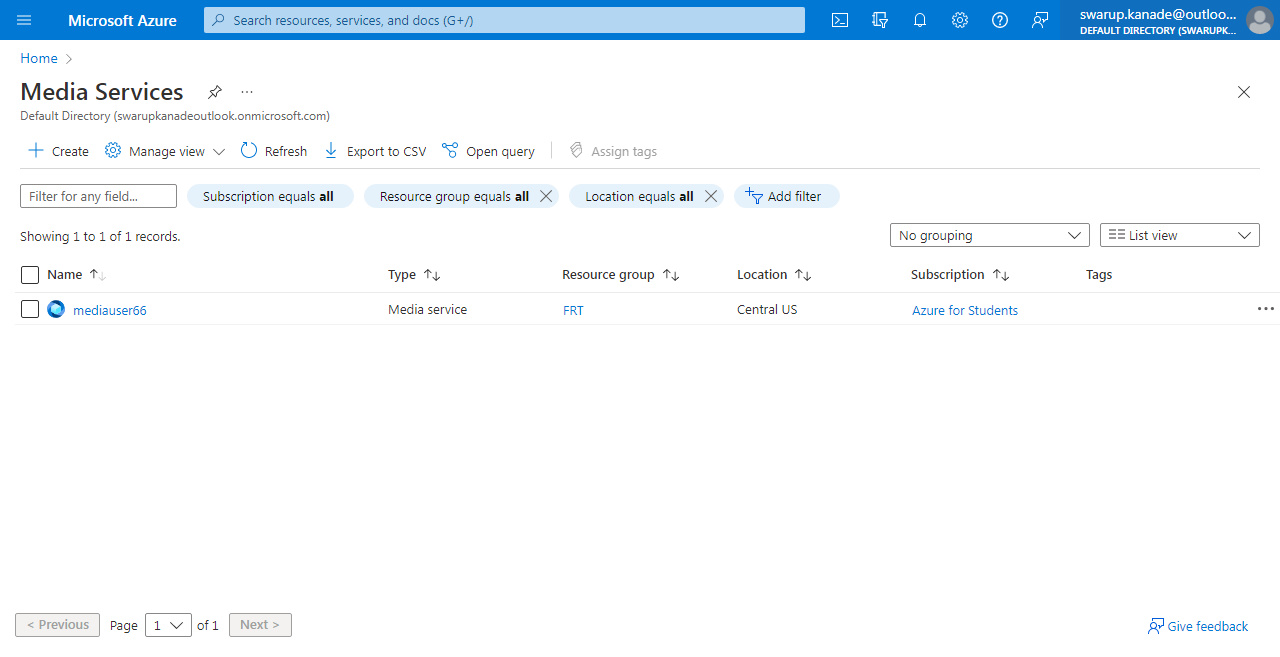 Microsoft Azure
Search resources, services, and docs (G+/)
swarup.kanade@outloo...
DEFAULT DIRECTORY (SWARUPK...
Home
Media Services
Default Directory (swarupkanadeoutlook.onmicrosoft.com)
Create Manage view Refresh Export to CSV Open query Assign tags
Filter for any field... Subscription equals all Resource group equals all Location equals all Add filter
Showing 1 to 1 of 1 records. No grouping List view
Name Type Resource group Location Subscription Tags
mediauser66 Media service FRT Central US Azure for Students
< Previous Page 1 of 1 Next > Give feedback